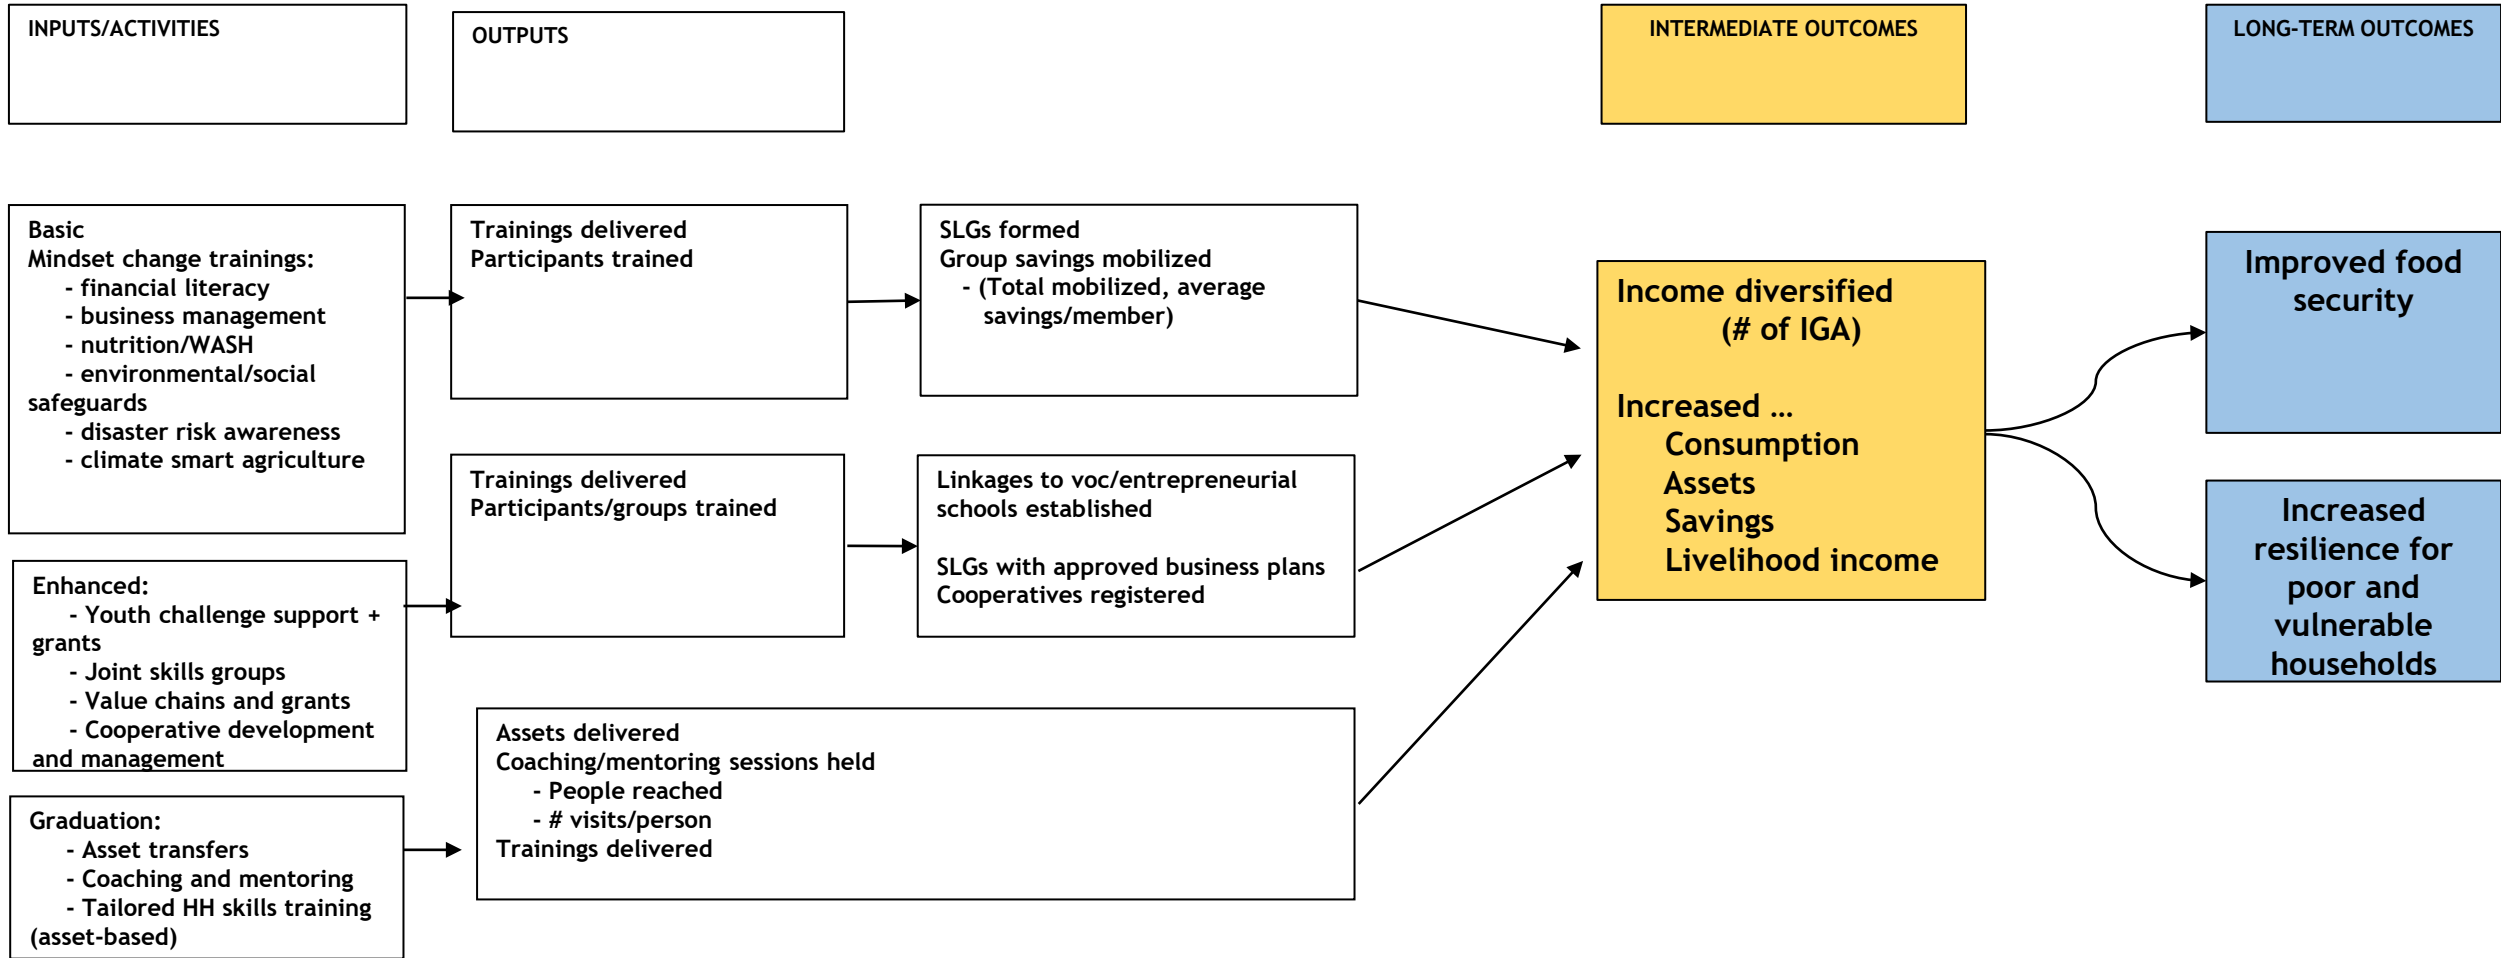 INPUTS/ACTIVITIES
OUTPUTS
INTERMEDIATE OUTCOMES
LONG-TERM OUTCOMES
Basic
Mindset change trainings:
- financial literacy
- business management
- nutrition/WASH
- environmental/social
safeguards
- disaster risk awareness
- climate smart agriculture
Trainings delivered
Participants trained
SLGs formed
Group savings mobilized
- (Total mobilized, average
savings/member)
Enhanced:
- Youth challenge support +
grants
- Joint skills groups
- Value chains and grants
- Cooperative development
and management
Trainings delivered
Participants/groups trained
Linkages to voc/entrepreneurial
schools established
SLGs with approved business plans
Cooperatives registered
Graduation:
- Asset transfers
- Coaching and mentoring
- Tailored HH skills training
(asset-based)
Assets delivered
Coaching/mentoring sessions held
- People reached
- # visits/person
Trainings delivered
Income diversified
(# of IGA)
Increased …
Consumption
Assets
Savings
Livelihood income
Improved food
security
Increased
resilience for
poor and
vulnerable
households